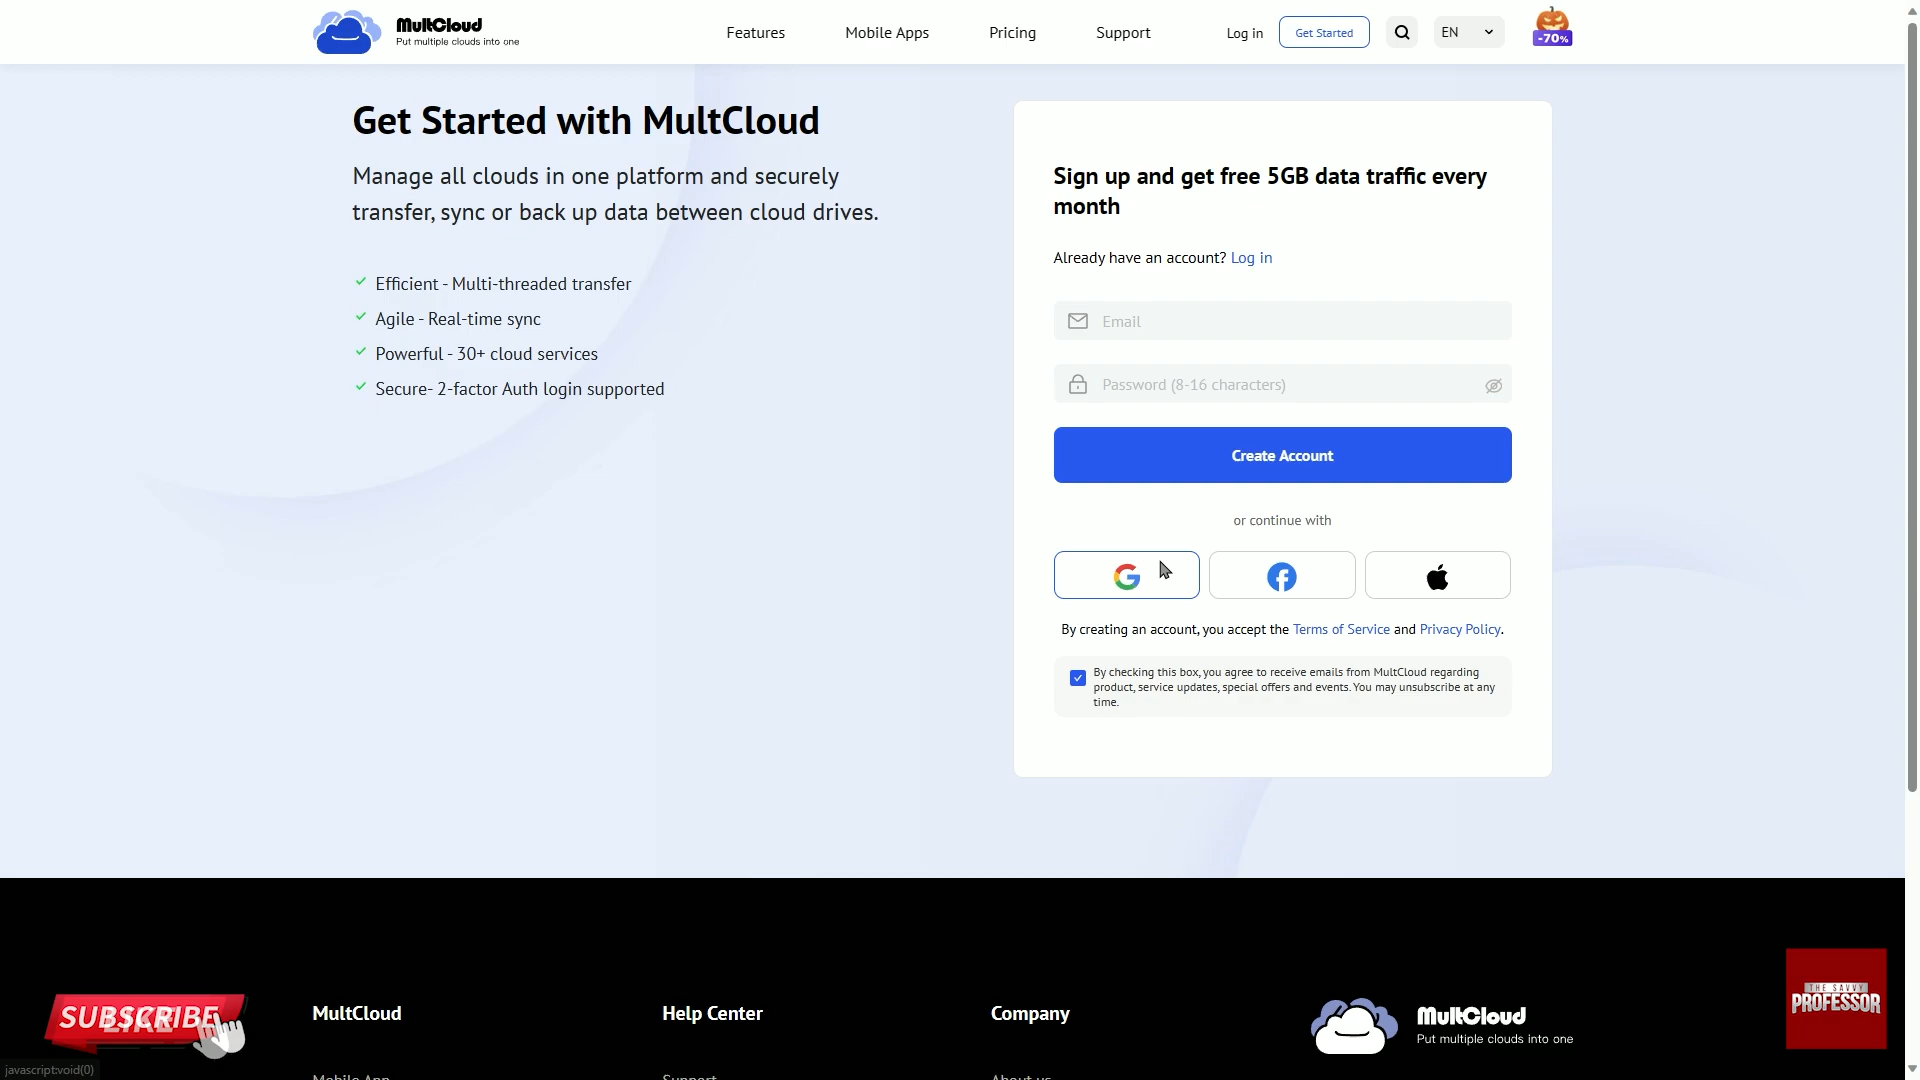 MultCloud
Put multiple clouds into one
Features
Mobile Apps
Pricing
Support
Log in
Get Started
EN
-70%
Get Started with MultCloud
Manage all clouds in one platform and securely
transfer, sync or back up data between cloud drives.
Efficient - Multi-threaded transfer
Agile - Real-time sync
Powerful - 30+ cloud services
Secure- 2-factor Auth login supported
Sign up and get free 5GB data traffic every
month
Already have an account? Log in
Email
Password (8-16 characters)
Create Account
or continue with
By creating an account, you accept the Terms of Service and Privacy Policy.
By checking this box, you agree to receive emails from MultCloud regarding
product, service updates, special offers and events. You may unsubscribe at any
time.
SUBSCRIBE
MultCloud
Help Center
Company
MultCloud
Put multiple clouds into one
THE SAVVY
PROFESSOR
Mobile App
Support
About us
javascript:void(0)